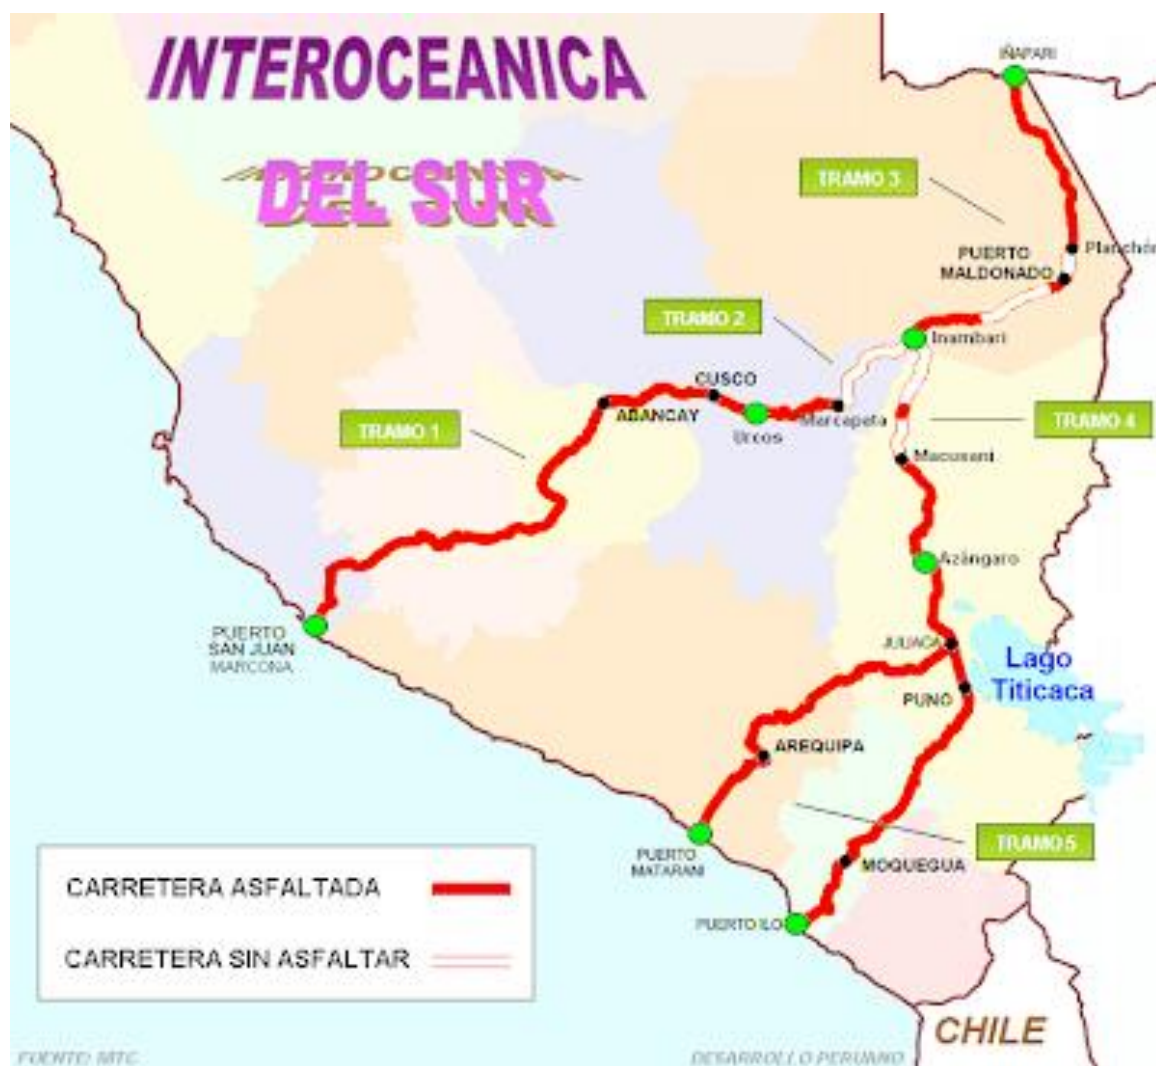 INTEROCEANICA
DEL SUR
IÑAPARI
TRAMO 3
Planchón
PUERTO
MALDONADO
TRAMO 2
Inambari
CUSCO
ABANCAY
Urcos
Marcapata
TRAMO 1
TRAMO 4
Macusani
Azángaro
PUERTO
SAN JUAN
MARCONA
JULIACA
Lago
Titicaca
PUNO
AREQUIPA
TRAMO 5
PUERTO
MATARANI
MOQUEGUA
PUERTO ILO
CARRETERA ASFALTADA
CARRETERA SIN ASFALTAR
CHILE
FUENTE: MTC
DESARROLLO PERUANO